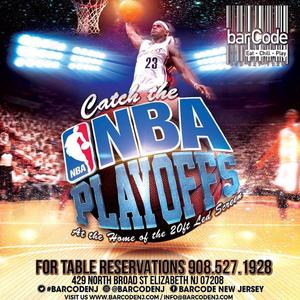 barCode
Eat - Chill - Play
23
Catch the
NBA
NBA
PLAYOFFS
At the Home of the 20ft Led Screen
FOR TABLE RESERVATIONS 908.527.1928
429 NORTH BROAD ST ELIZABETH NJ 07208
#BARCODENJ @BARCODENJ BARCODE NEW JERSEY
VISIT US WWW.BARCODENJ.COM / INFO@BARCODENJ.COM